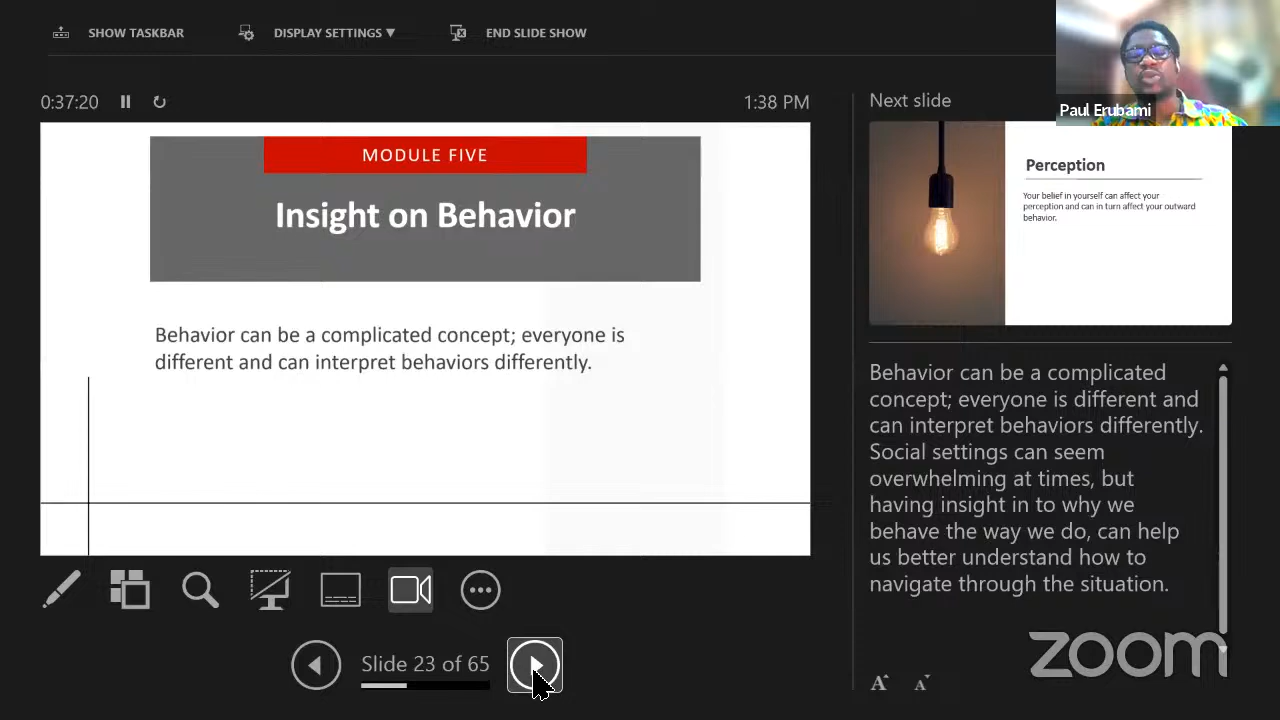 SHOW TASKBAR
DISPLAY SETTINGS ▼
END SLIDE SHOW
0:37:20
1:38 PM
MODULE FIVE
Insight on Behavior
Behavior can be a complicated concept; everyone is
different and can interpret behaviors differently.
Slide 23 of 65
Next slide
Paul Erubami
Perception
Your belief in yourself can affect your
perception and can in turn affect your outward
behavior.
Behavior can be a complicated
concept; everyone is different and
can interpret behaviors differently.
Social settings can seem
overwhelming at times, but
having insight in to why we
behave the way we do, can help
us better understand how to
navigate through the situation.
A A
zoom